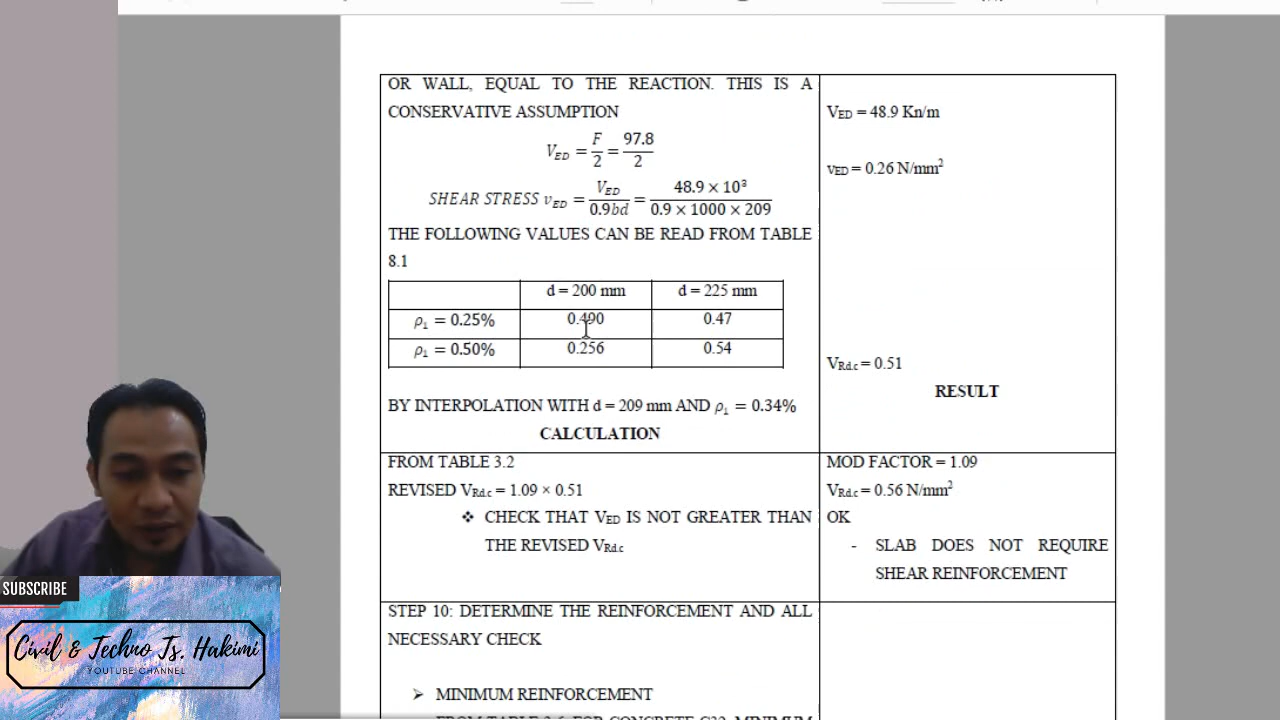 OR WALL, EQUAL TO THE REACTION. THIS IS A
CONSERVATIVE ASSUMPTION
V_ED = F/2 = 97.8/2
SHEAR STRESS v_ED = V_ED/0.9bd = 48.9 × 10³/0.9 × 1000 × 209
THE FOLLOWING VALUES CAN BE READ FROM TABLE
8.1
d = 200 mm d = 225 mm
ρ₁ = 0.25% 0.490 0.47
ρ₁ = 0.50% 0.256 0.54
BY INTERPOLATION WITH d = 209 mm AND ρ₁ = 0.34%
CALCULATION
V_ED = 48.9 Kn/m
v_ED = 0.26 N/mm²
V_Rd.c = 0.51
RESULT
FROM TABLE 3.2
REVISED V_Rd.c = 1.09 × 0.51
❖ CHECK THAT V_ED IS NOT GREATER THAN
THE REVISED V_Rd.c
MOD FACTOR = 1.09
V_Rd.c = 0.56 N/mm²
OK
- SLAB DOES NOT REQUIRE
SHEAR REINFORCEMENT
STEP 10: DETERMINE THE REINFORCEMENT AND ALL
NECESSARY CHECK
➢ MINIMUM REINFORCEMENT
SUBSCRIBE
Civil & Techno Ts. Hakimi
YOUTUBE CHANNEL